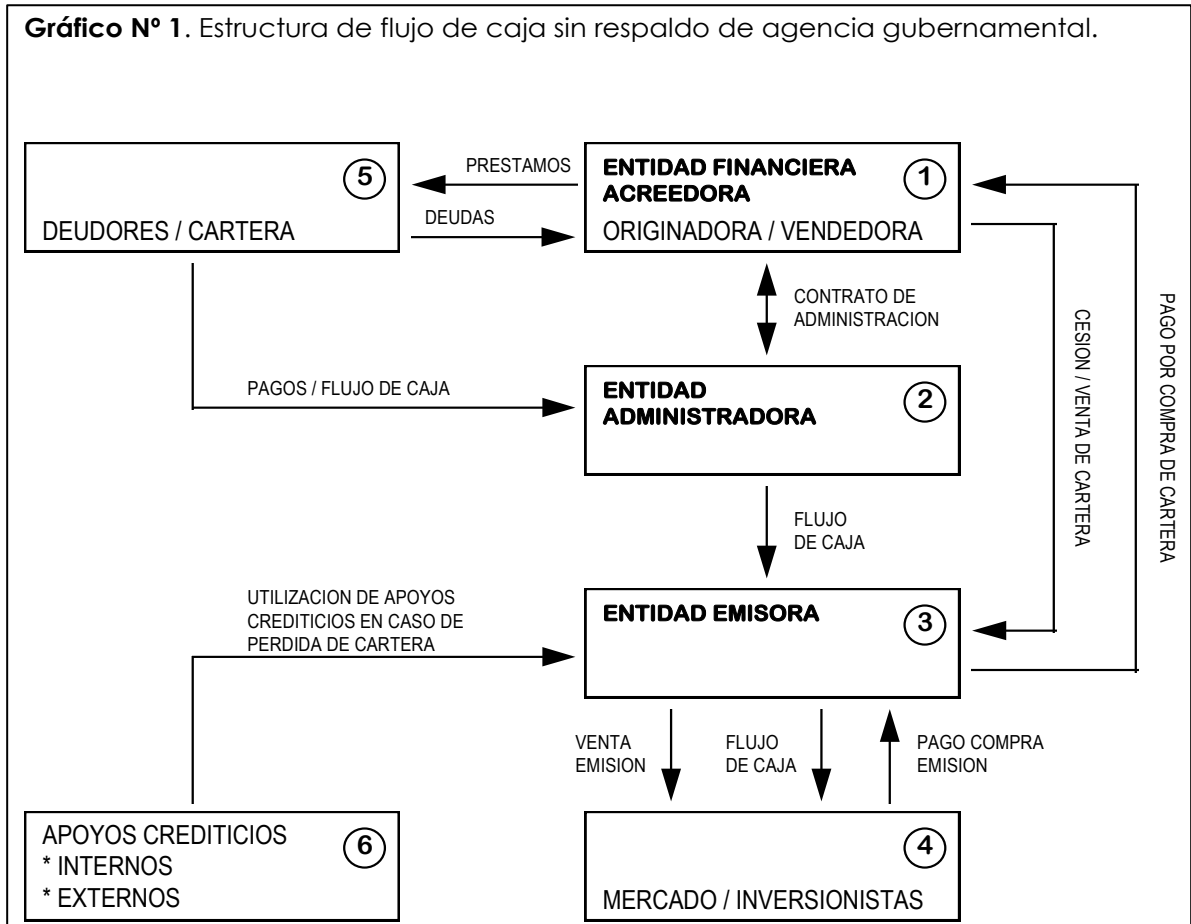 Gráfico Nº 1. Estructura de flujo de caja sin respaldo de agencia gubernamental.
5
DEUDORES / CARTERA
PRESTAMOS
DEUDAS
ENTIDAD FINANCIERA
ACREEDORA
1
ORIGINADORA / VENDEDORA
CONTRATO DE
ADMINISTRACION
PAGOS / FLUJO DE CAJA
ENTIDAD
ADMINISTRADORA
2
CESION / VENTA DE CARTERA
PAGO POR COMPRA DE CARTERA
FLUJO
DE CAJA
UTILIZACION DE APOYOS
CREDITICIOS EN CASO DE
PERDIDA DE CARTERA
ENTIDAD EMISORA
3
VENTA
EMISION
FLUJO
DE CAJA
PAGO COMPRA
EMISION
APOYOS CREDITICIOS
* INTERNOS
* EXTERNOS
6
4
MERCADO / INVERSIONISTAS